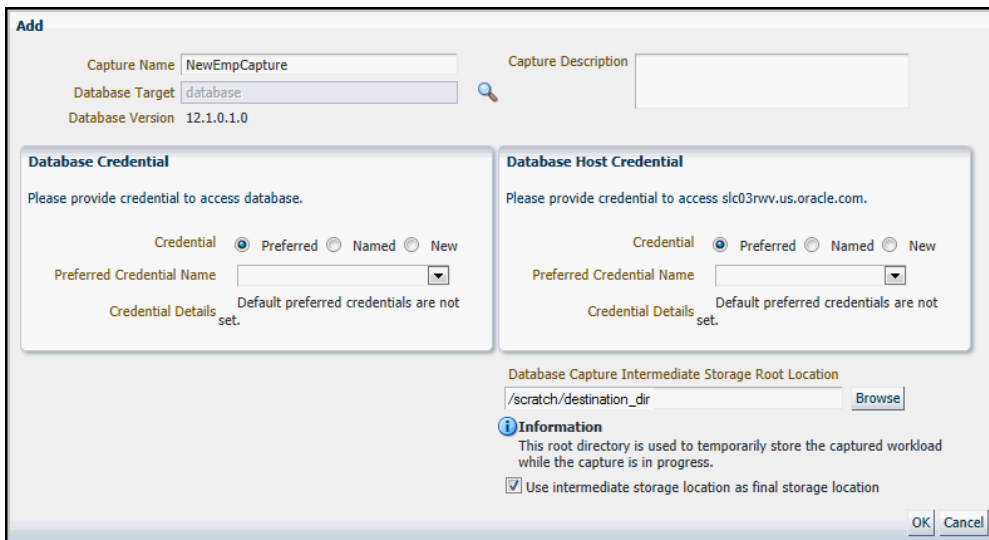 Add
Capture Name NewEmpCapture
Capture Description
Database Target database
Database Version 12.1.0.1.0
Database Credential
Please provide credential to access database.
Credential Preferred Named New
Preferred Credential Name
Credential Details Default preferred credentials are not
set.
Database Host Credential
Please provide credential to access slc03rwv.us.oracle.com.
Credential Preferred Named New
Preferred Credential Name
Credential Details Default preferred credentials are not
set.
Database Capture Intermediate Storage Root Location
/scratch/destination_dir Browse
Information
This root directory is used to temporarily store the captured workload
while the capture is in progress.
Use intermediate storage location as final storage location
OK Cancel